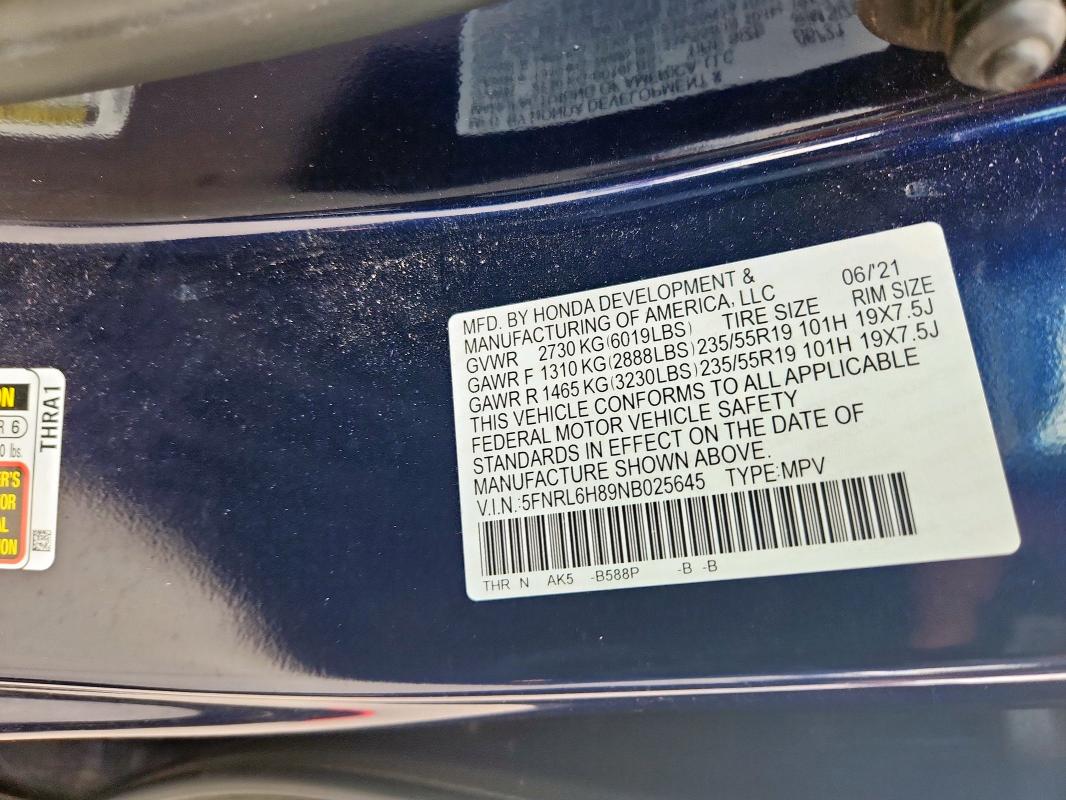 MFD. BY HONDA DEVELOPMENT & 06/'21
MANUFACTURING OF AMERICA, LLC
GVWR 2730 KG(6019LBS) TIRE SIZE RIM SIZE
GAWR F 1310 KG(2888LBS)235/55R19 101H 19X7.5J
GAWR R 1465 KG(3230LBS)235/55R19 101H 19X7.5J
THIS VEHICLE CONFORMS TO ALL APPLICABLE
FEDERAL MOTOR VEHICLE SAFETY
STANDARDS IN EFFECT ON THE DATE OF
MANUFACTURE SHOWN ABOVE.
V.I.N.:5FNRL6H89NB025645 TYPE:MPV
THR N AK5 -B588P -B -B
THRA1
6
lbs.